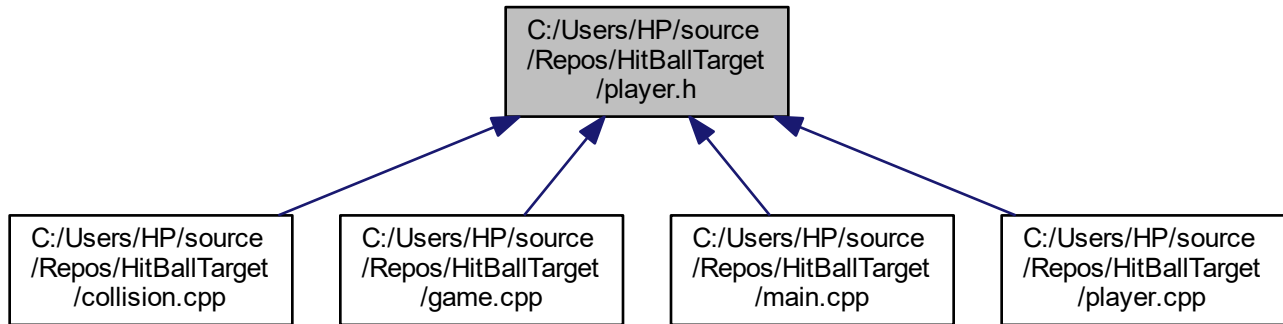 C:/Users/HP/source
/Repos/HitBallTarget
/player.h
C:/Users/HP/source
/Repos/HitBallTarget
/collision.cpp
C:/Users/HP/source
/Repos/HitBallTarget
/game.cpp
C:/Users/HP/source
/Repos/HitBallTarget
/main.cpp
C:/Users/HP/source
/Repos/HitBallTarget
/player.cpp